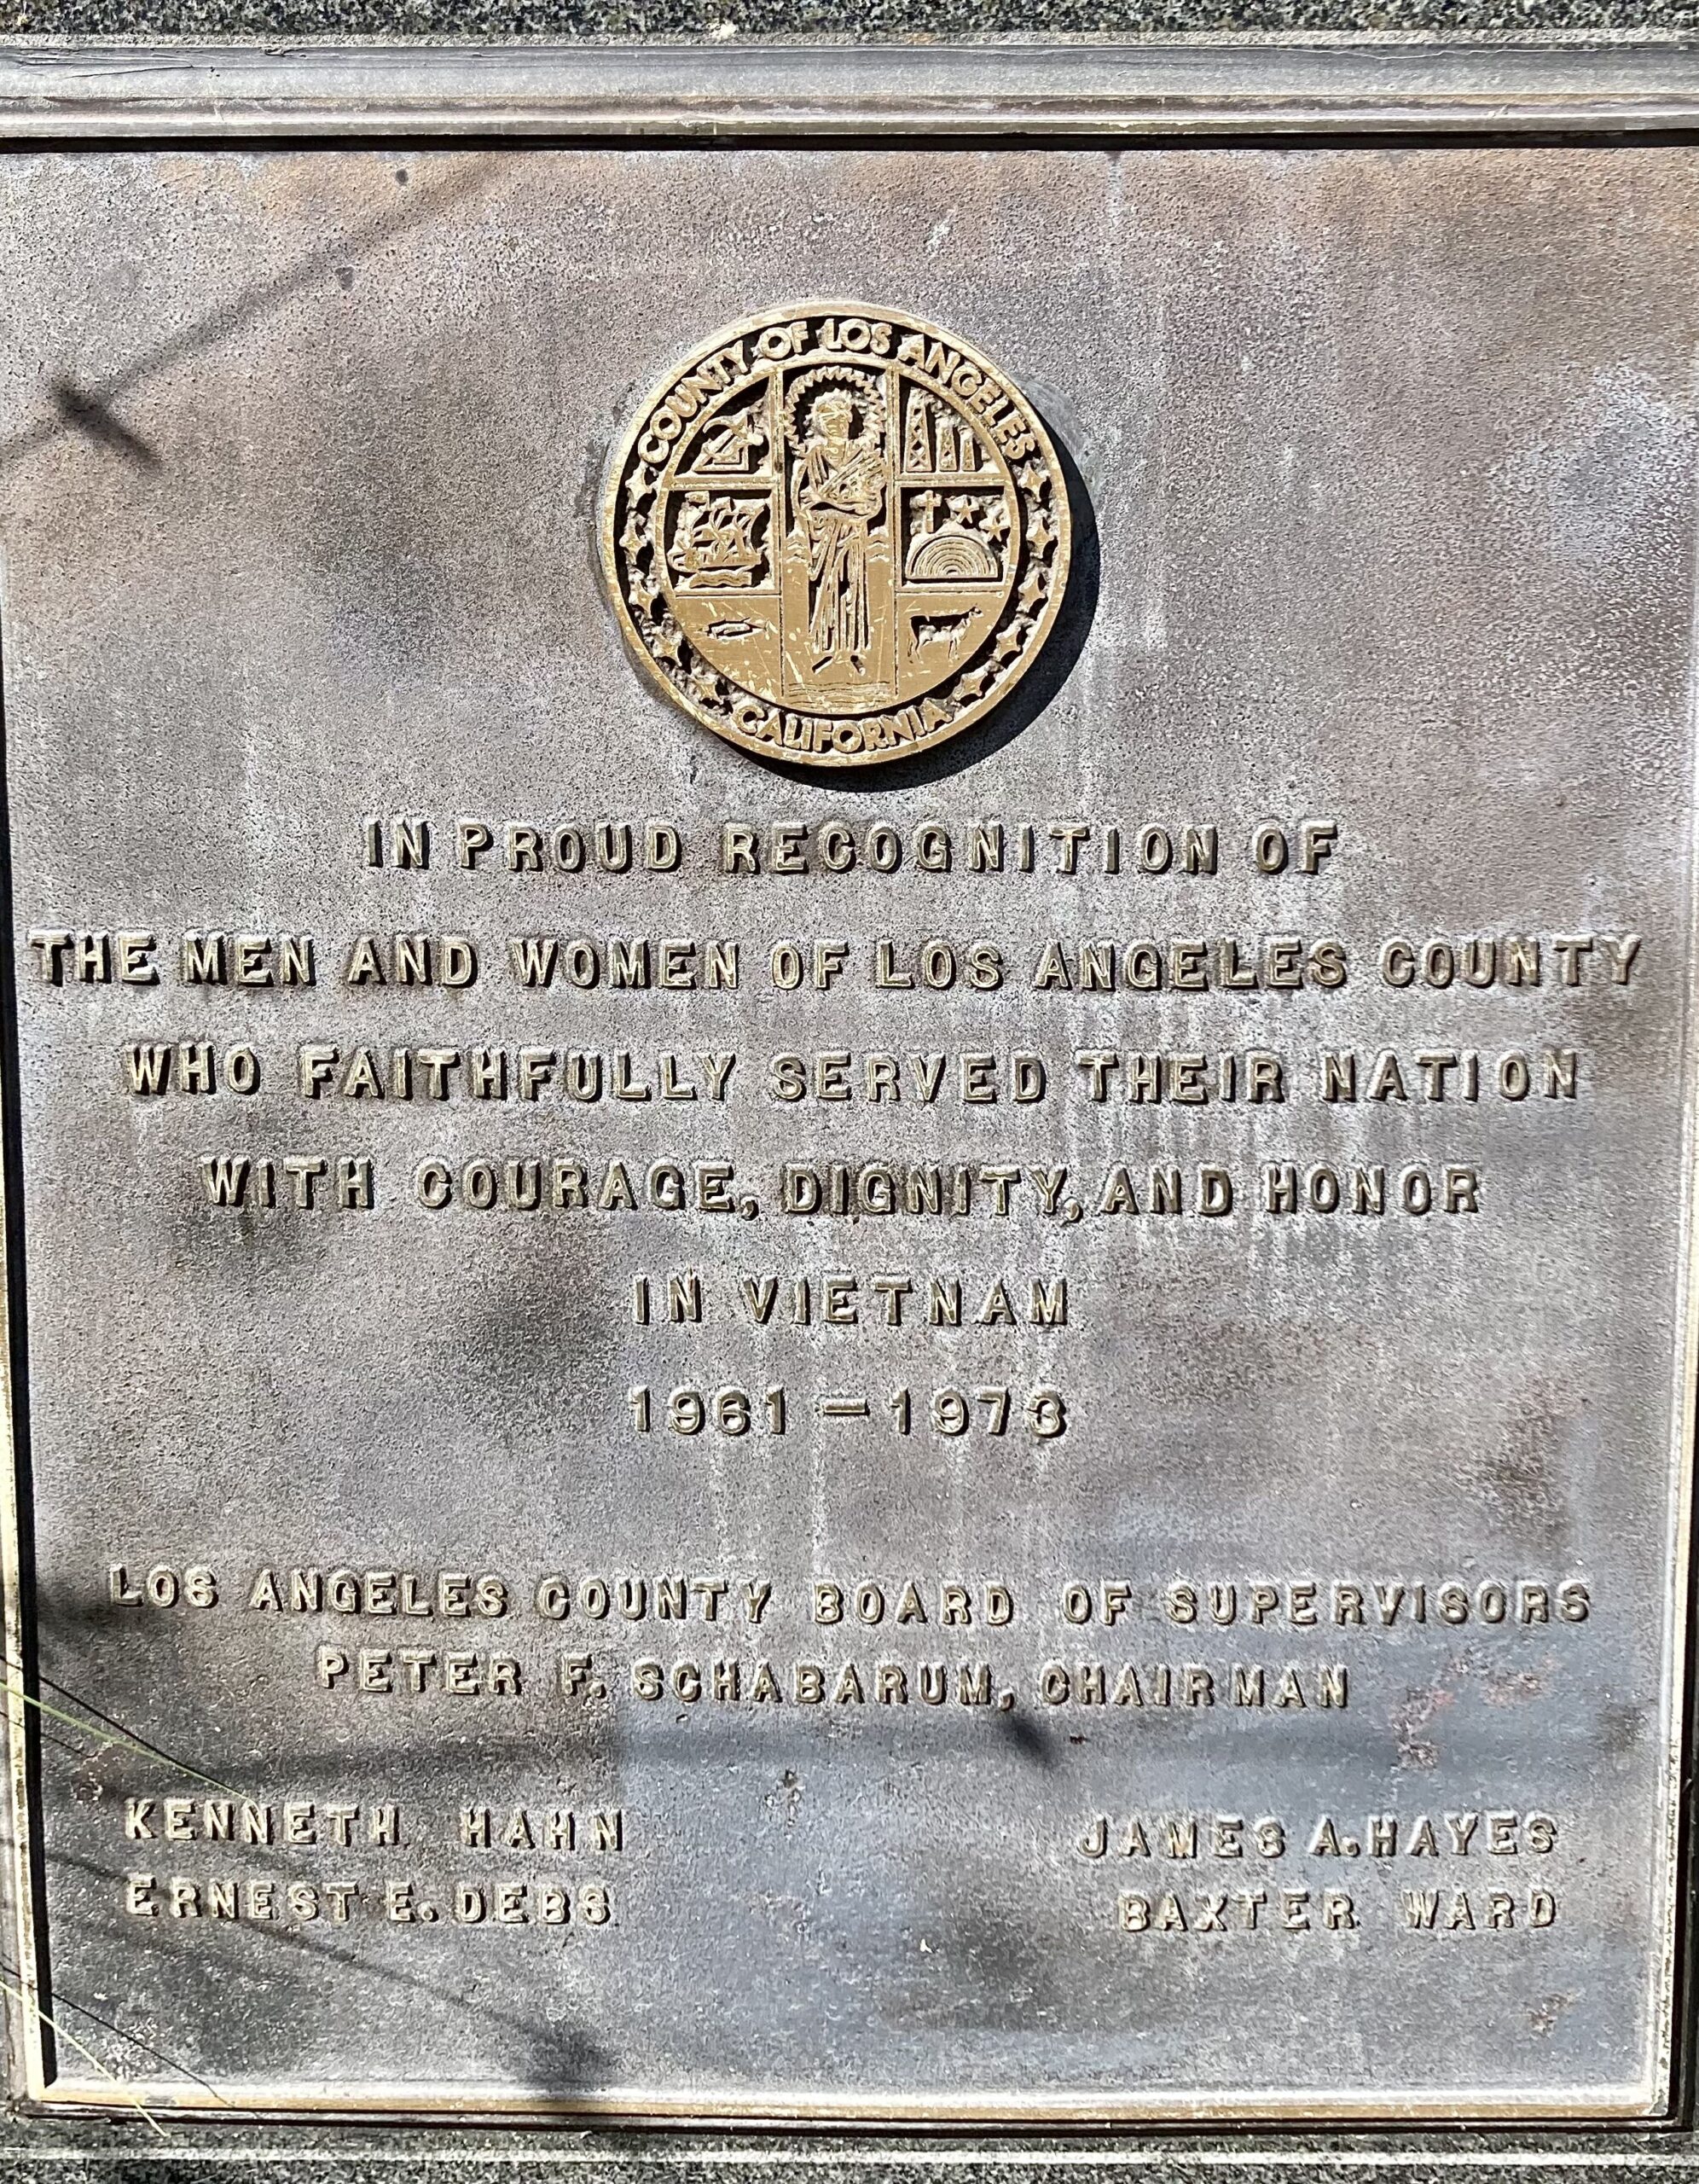 COUNTY OF LOS ANGELES
CALIFORNIA
IN PROUD RECOGNITION OF
THE MEN AND WOMEN OF LOS ANGELES COUNTY
WHO FAITHFULLY SERVED THEIR NATION
WITH COURAGE, DIGNITY, AND HONOR
IN VIETNAM
1961 – 1973
LOS ANGELES COUNTY BOARD OF SUPERVISORS
PETER F. SCHABARUM, CHAIRMAN
KENNETH HAHN
ERNEST E. DEBS
JAMES A. HAYES
BAXTER WARD